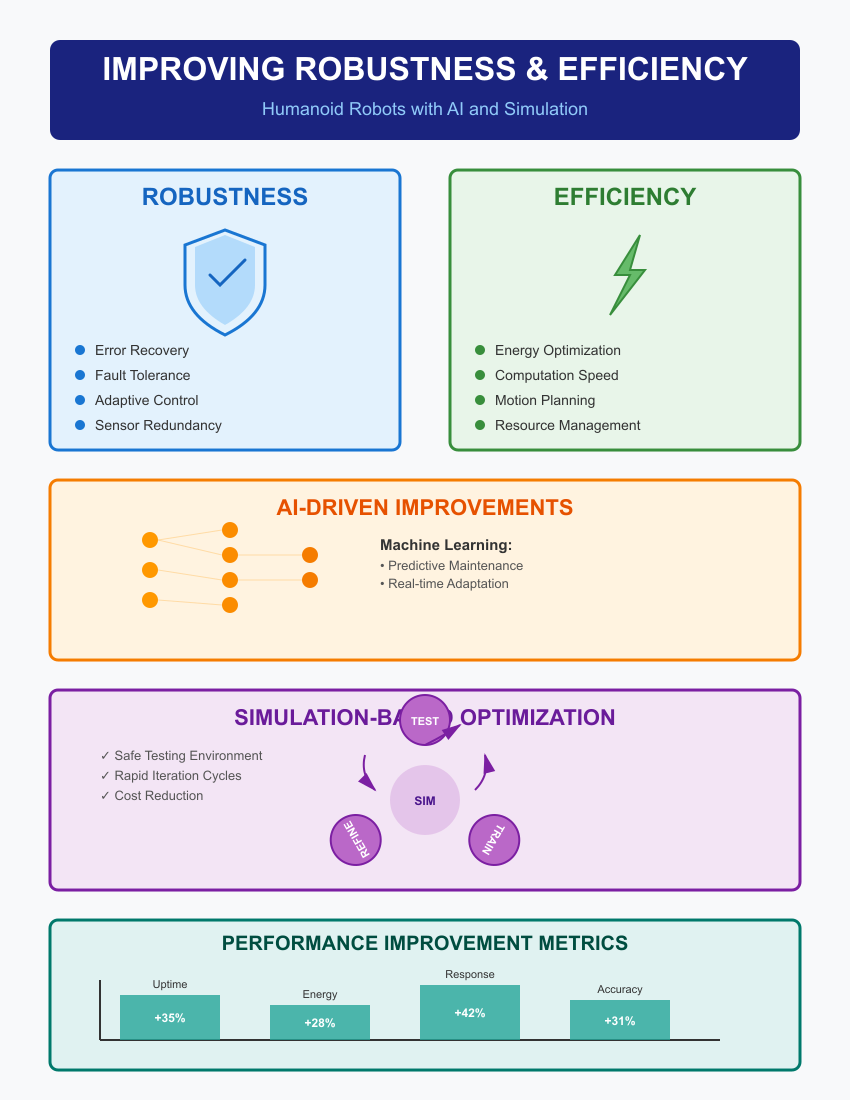 IMPROVING ROBUSTNESS & EFFICIENCY
Humanoid Robots with AI and Simulation
ROBUSTNESS
Error Recovery
Fault Tolerance
Adaptive Control
Sensor Redundancy
EFFICIENCY
Energy Optimization
Computation Speed
Motion Planning
Resource Management
AI-DRIVEN IMPROVEMENTS
Machine Learning:
• Predictive Maintenance
• Real-time Adaptation
OPTIMIZATION
✓ Safe Testing Environment
✓ Rapid Iteration Cycles
✓ Cost Reduction
TEST
SIM
REFINE
TRAIN
PERFORMANCE IMPROVEMENT METRICS
Uptime
+35%
Energy
+28%
Response
+42%
Accuracy
+31%